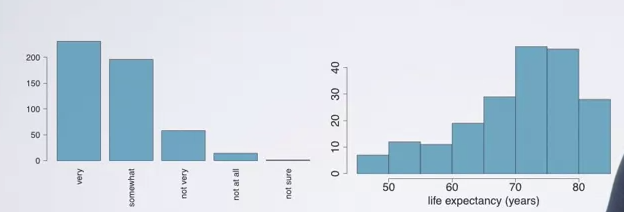 200
150
100
50
0
very
somewhat
not very
not at all
not sure
40
30
20
10
0
50 60 70 80
life expectancy (years)